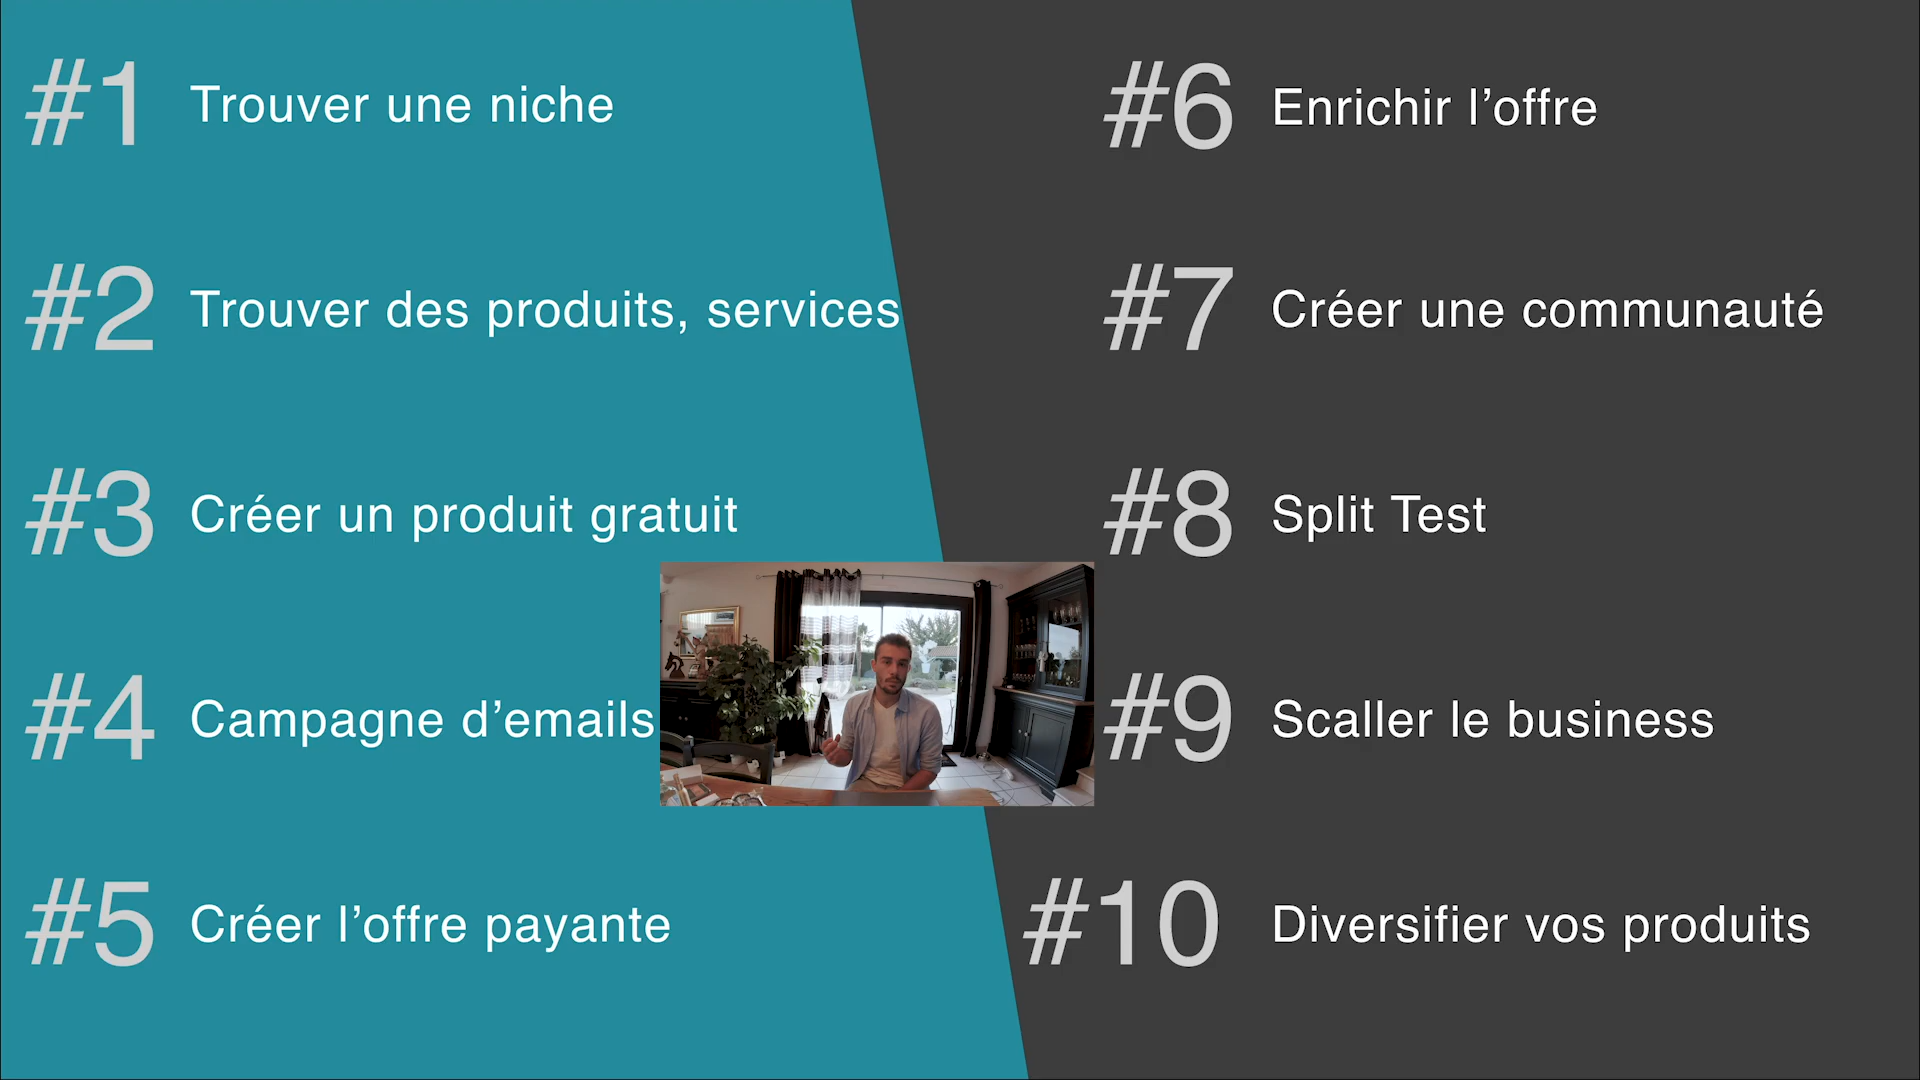 #1 Trouver une niche
#2 Trouver des produits, services
#3 Créer un produit gratuit
#4 Campagne d’emails
#5 Créer l’offre payante
#6 Enrichir l’offre
#7 Créer une communauté
#8 Split Test
#9 Scaller le business
#10 Diversifier vos produits